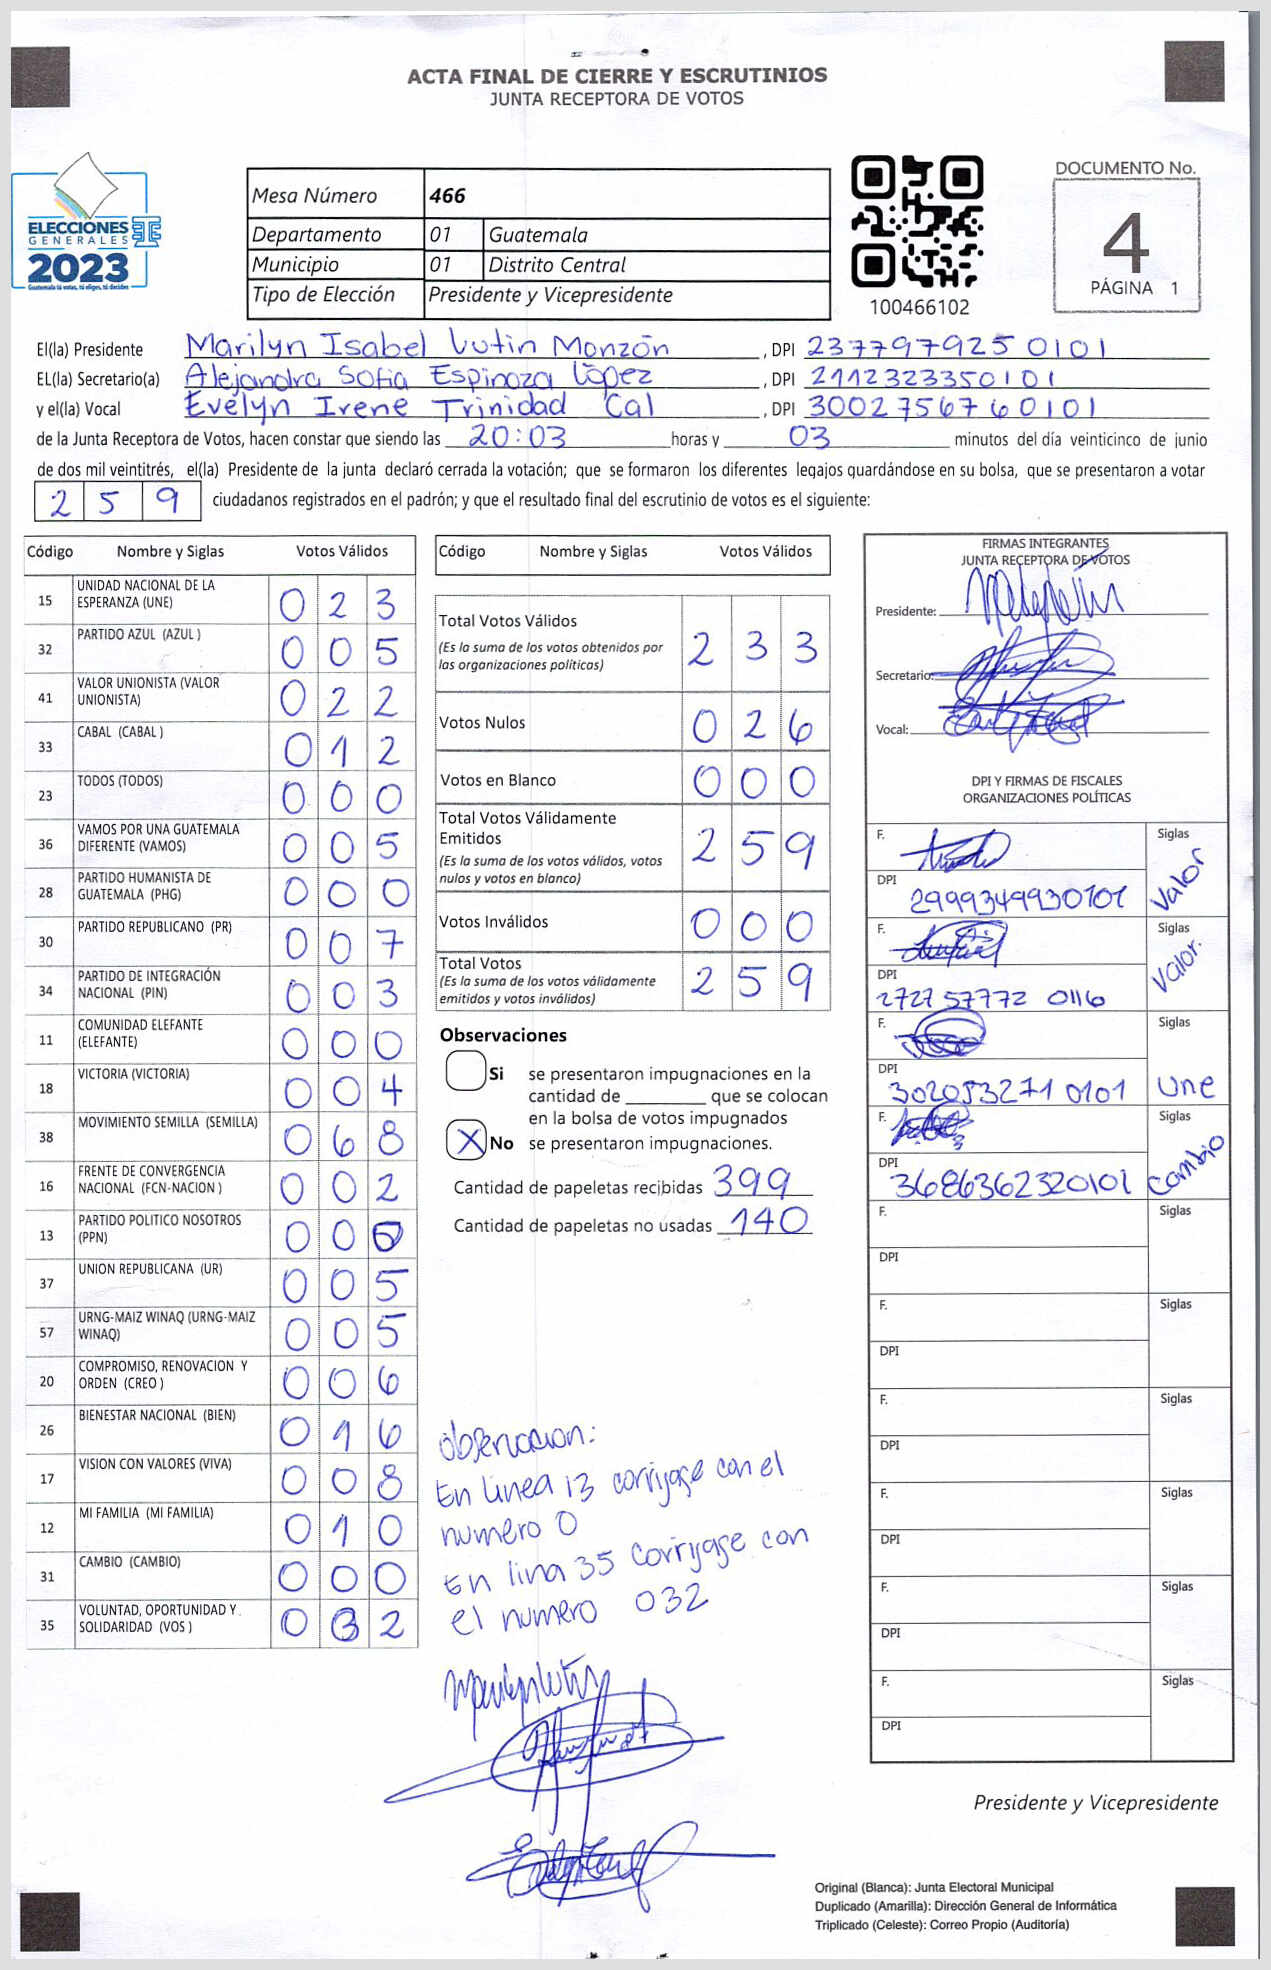 ACTA FINAL DE CIERRE Y ESCRUTINIOS
JUNTA RECEPTORA DE VOTOS
ELECCIONES
GENERALES
2023
Guatemala tú votas, tú eliges, tú decides
Mesa Número 466
Departamento 01 Guatemala
Municipio 01 Distrito Central
Tipo de Elección Presidente y Vicepresidente
100466102
DOCUMENTO No.
4
PÁGINA 1
El(la) Presidente Marilyn Isabel Vutin Monzón, DPI 2377979250101
EL(la) Secretario(a) Alejandra Sofia Espinoza López, DPI 2112323350101
y el(la) Vocal Evelyn Irene Trinidad Cal, DPI 3002756760101
de la Junta Receptora de Votos, hacen constar que siendo las 20:03 horas y 03 minutos del día veinticinco de junio
de dos mil veintitrés, el(la) Presidente de la junta declaró cerrada la votación; que se formaron los diferentes legajos guardándose en su bolsa, que se presentaron a votar
2 5 9 ciudadanos registrados en el padrón; y que el resultado final del escrutinio de votos es el siguiente:
Código Nombre y Siglas Votos Válidos
15 UNIDAD NACIONAL DE LA
ESPERANZA (UNE) 0 2 3
32 PARTIDO AZUL (AZUL ) 0 0 5
41 VALOR UNIONISTA (VALOR
UNIONISTA) 0 2 2
33 CABAL (CABAL ) 0 1 2
23 TODOS (TODOS) 0 0 0
36 VAMOS POR UNA GUATEMALA
DIFERENTE (VAMOS) 0 0 5
28 PARTIDO HUMANISTA DE
GUATEMALA (PHG) 0 0 0
30 PARTIDO REPUBLICANO (PR) 0 0 7
34 PARTIDO DE INTEGRACIÓN
NACIONAL (PIN) 0 0 3
11 COMUNIDAD ELEFANTE
(ELEFANTE) 0 0 0
18 VICTORIA (VICTORIA) 0 0 4
38 MOVIMIENTO SEMILLA (SEMILLA) 0 6 8
16 FRENTE DE CONVERGENCIA
NACIONAL (FCN-NACION ) 0 0 2
13 PARTIDO POLITICO NOSOTROS
(PPN) 0 0 0
37 UNION REPUBLICANA (UR) 0 0 5
57 URNG-MAIZ WINAQ (URNG-MAIZ
WINAQ) 0 0 5
20 COMPROMISO, RENOVACION Y
ORDEN (CREO ) 0 0 6
26 BIENESTAR NACIONAL (BIEN) 0 1 6
17 VISION CON VALORES (VIVA) 0 0 8
12 MI FAMILIA (MI FAMILIA) 0 1 0
31 CAMBIO (CAMBIO) 0 0 0
35 VOLUNTAD, OPORTUNIDAD Y
SOLIDARIDAD (VOS ) 0 3 2
Código Nombre y Siglas Votos Válidos
Total Votos Válidos
(Es la suma de los votos obtenidos por
las organizaciones políticas) 2 3 3
Votos Nulos 0 2 6
Votos en Blanco 0 0 0
Total Votos Válidamente
Emitidos
(Es la suma de los votos válidos, votos
nulos y votos en blanco) 2 5 9
Votos Inválidos 0 0 0
Total Votos
(Es la suma de los votos válidamente
emitidos y votos inválidos) 2 5 9
Observaciones
Si se presentaron impugnaciones en la
cantidad de ________ que se colocan
en la bolsa de votos impugnados
X No se presentaron impugnaciones.
Cantidad de papeletas recibidas 399
Cantidad de papeletas no usadas 140
Observacion:
En linea 13 corrijase con el
numero 0
En lina 35 corrijase con
el numero 032
FIRMAS INTEGRANTES
JUNTA RECEPTORA DE VOTOS
Presidente:
Secretario:
Vocal:
DPI Y FIRMAS DE FISCALES
ORGANIZACIONES POLÍTICAS
F. Siglas
DPI 2999349930101 Valor
F. Siglas
DPI 2727 57772 0116 Valor.
F. Siglas
DPI 302053271 0101 Une
F. Siglas
DPI 3686362320101 Cambio
F. Siglas
DPI
F. Siglas
DPI
F. Siglas
DPI
F. Siglas
DPI
F. Siglas
DPI
F. Siglas
DPI
Presidente y Vicepresidente
Original (Blanca): Junta Electoral Municipal
Duplicado (Amarilla): Dirección General de Informática
Triplicado (Celeste): Correo Propio (Auditoría)